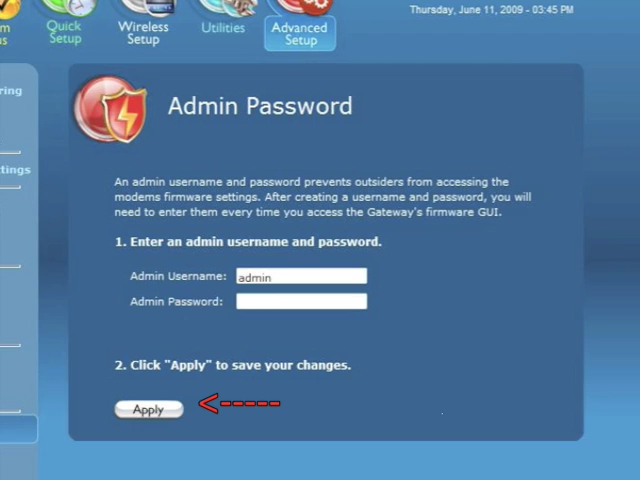 Thursday, June 11, 2009 - 03:45 PM
Quick Setup
Wireless Setup
Utilities
Advanced Setup
Admin Password
An admin username and password prevents outsiders from accessing the
modems firmware settings. After creating a username and password, you will
need to enter them every time you access the Gateway's firmware GUI.
1. Enter an admin username and password.
Admin Username: admin
Admin Password:
2. Click "Apply" to save your changes.
Apply